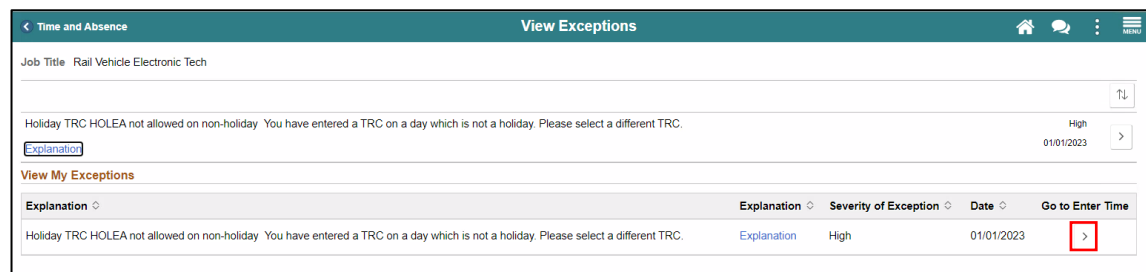 Time and Absence
View Exceptions
MENU
Job Title Rail Vehicle Electronic Tech
Holiday TRC HOLEA not allowed on non-holiday You have entered a TRC on a day which is not a holiday. Please select a different TRC.
High
Explanation
01/01/2023
View My Exceptions
Explanation Explanation Severity of Exception Date Go to Enter Time
Holiday TRC HOLEA not allowed on non-holiday You have entered a TRC on a day which is not a holiday. Please select a different TRC. Explanation High 01/01/2023